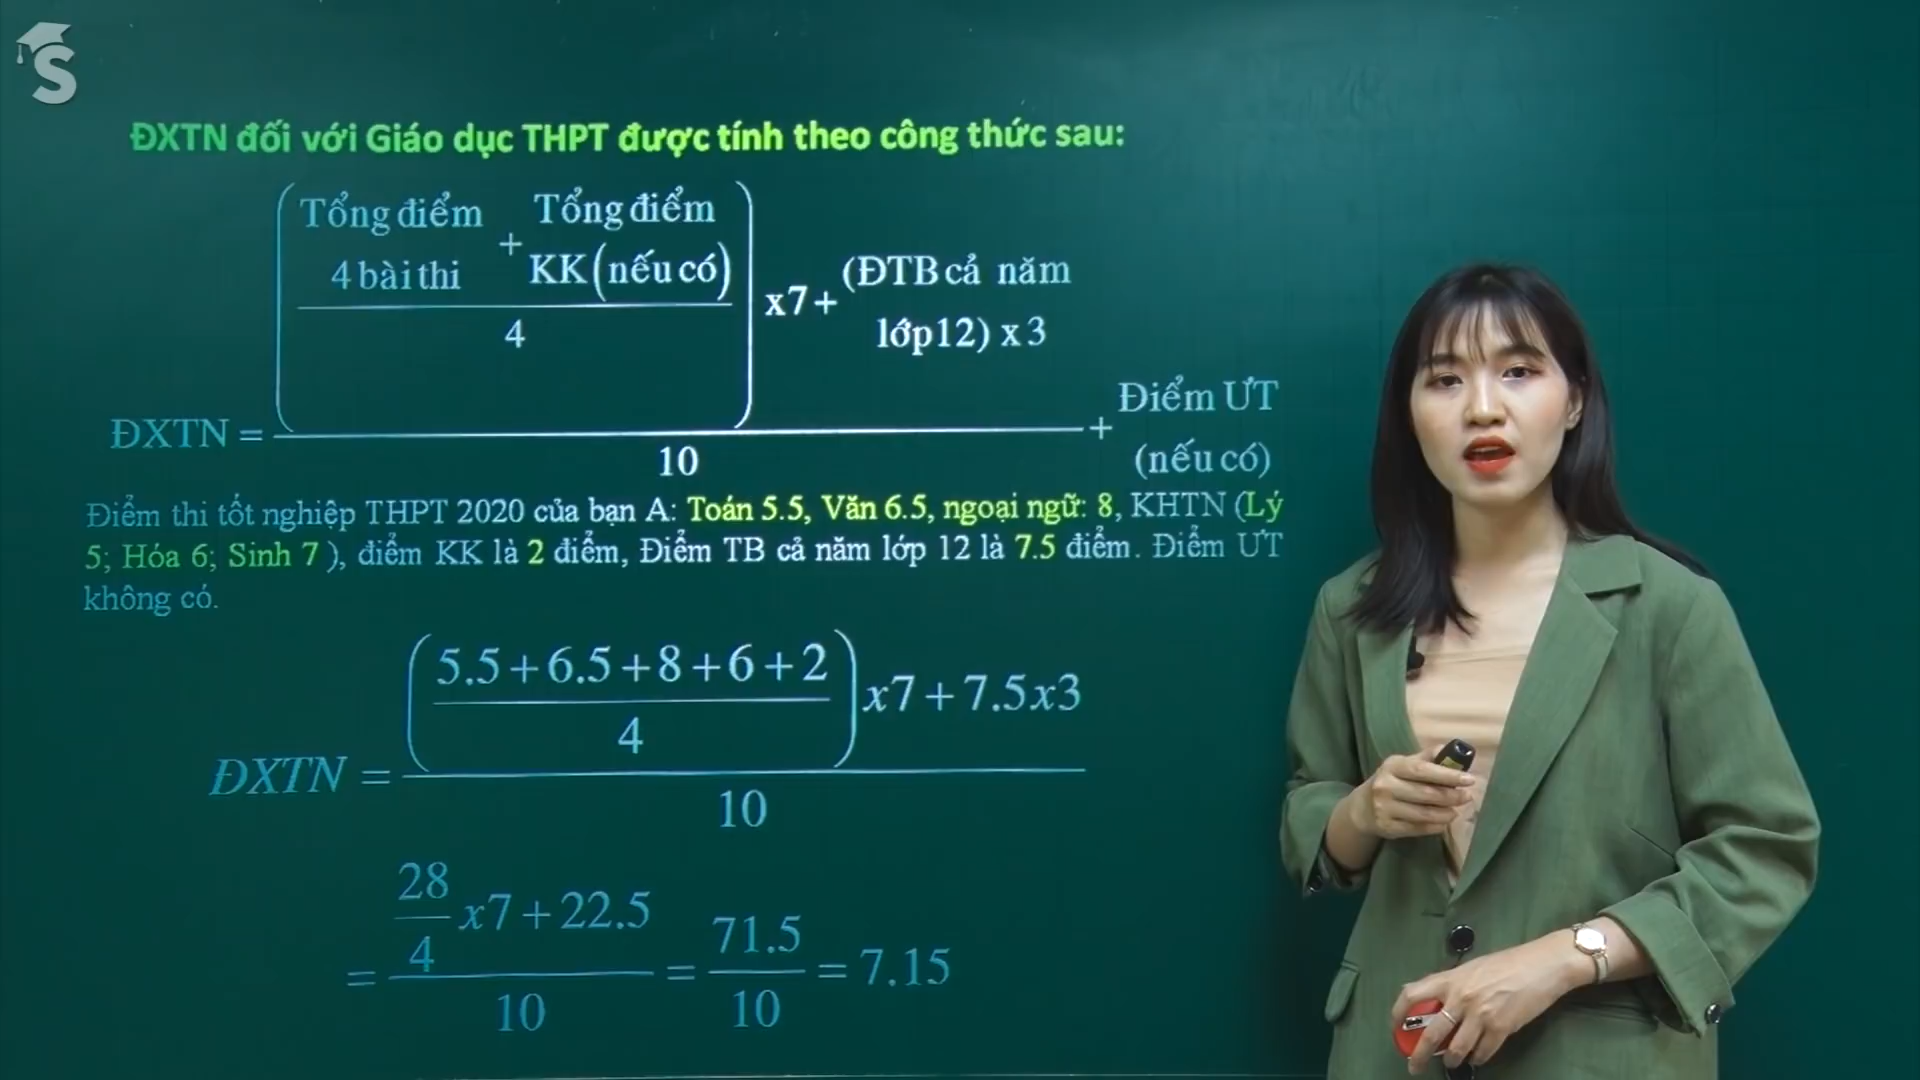 S
ĐXTN đối với Giáo dục THPT được tính theo công thức sau:
Tổng điểm + Tổng điểm
4 bài thi KK (nếu có)
4
x7+ (ĐTB cả năm
lớp12) x 3
ĐXTN =
10
+ Điểm ƯT
(nếu có)
Điểm thi tốt nghiệp THPT 2020 của bạn A: Toán 5.5, Văn 6.5, ngoại ngữ: 8, KHTN (Lý
5; Hóa 6; Sinh 7 ), điểm KK là 2 điểm, Điểm TB cả năm lớp 12 là 7.5 điểm. Điểm ƯT
không có.
(5.5+6.5+8+6+2) x7+7.5x3
4
ĐXTN =
10
28 x7+22.5
4
= 10 = 71.5 = 7.15
10